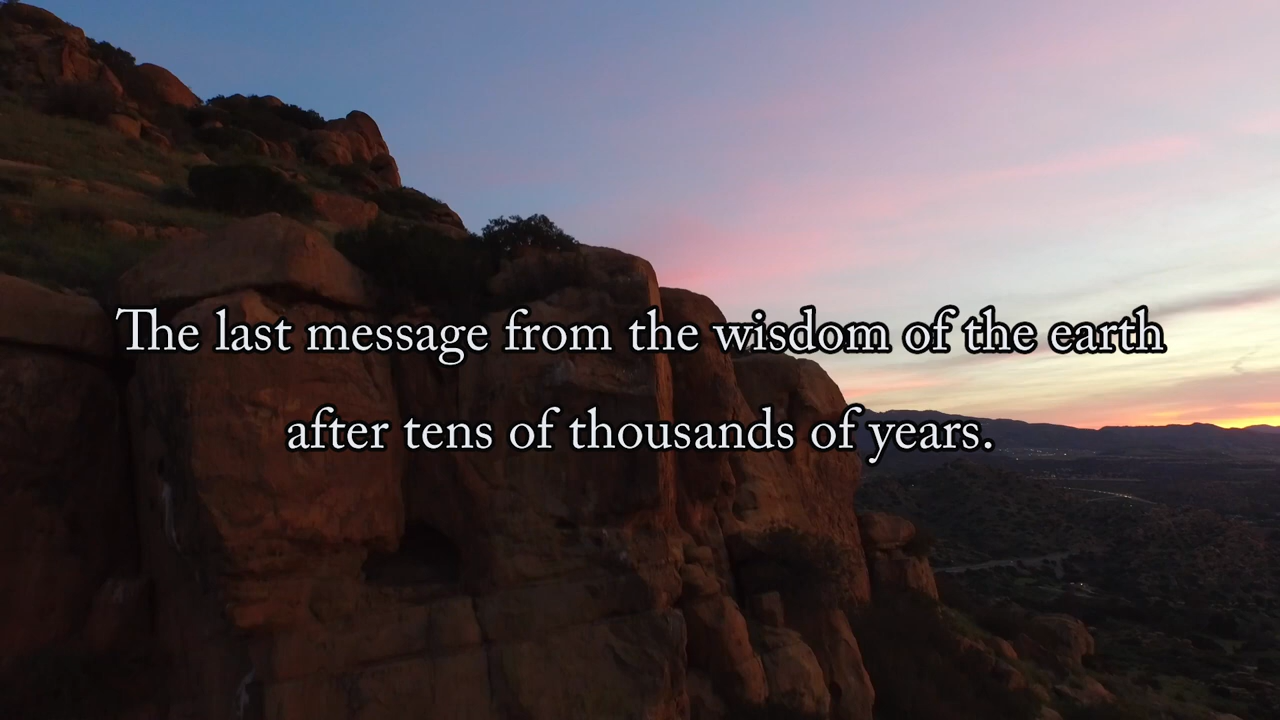 The last message from the wisdom of the earth
after tens of thousands of years.